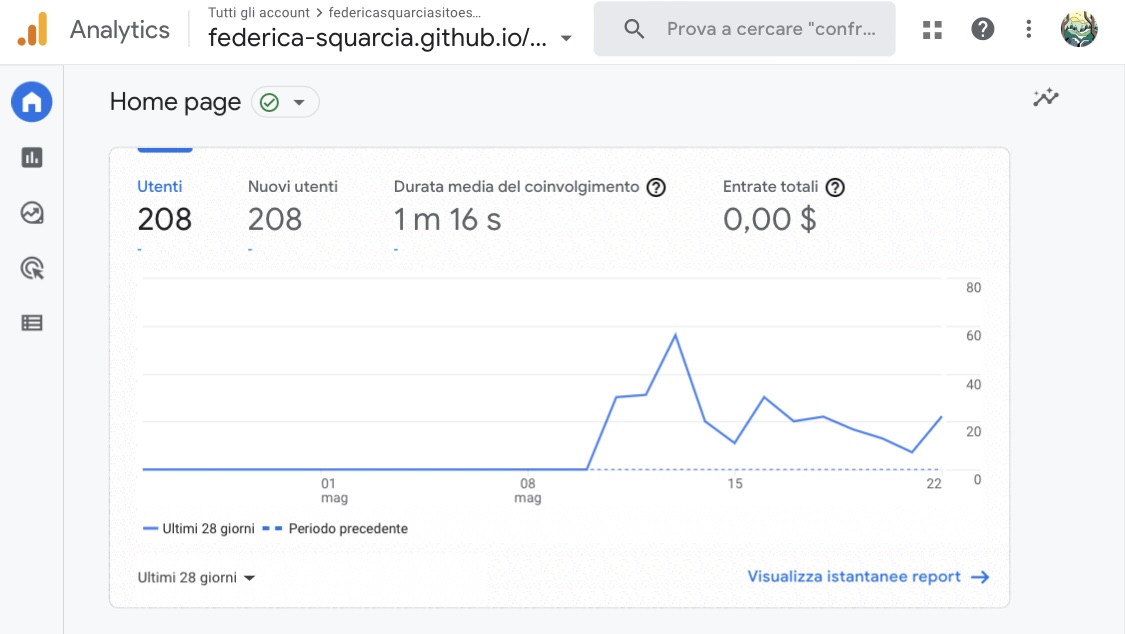 Analytics
Tutti gli account > federicasquarciasitoes...
federica-squarcia.github.io/...
Prova a cercare "confr...
Home page
Utenti
208
-
Nuovi utenti
208
-
Durata media del coinvolgimento
1 m 16 s
-
Entrate totali
0,00 $
80
60
40
20
0
01
mag
08
mag
15
22
Ultimi 28 giorni
Periodo precedente
Ultimi 28 giorni
Visualizza istantanee report